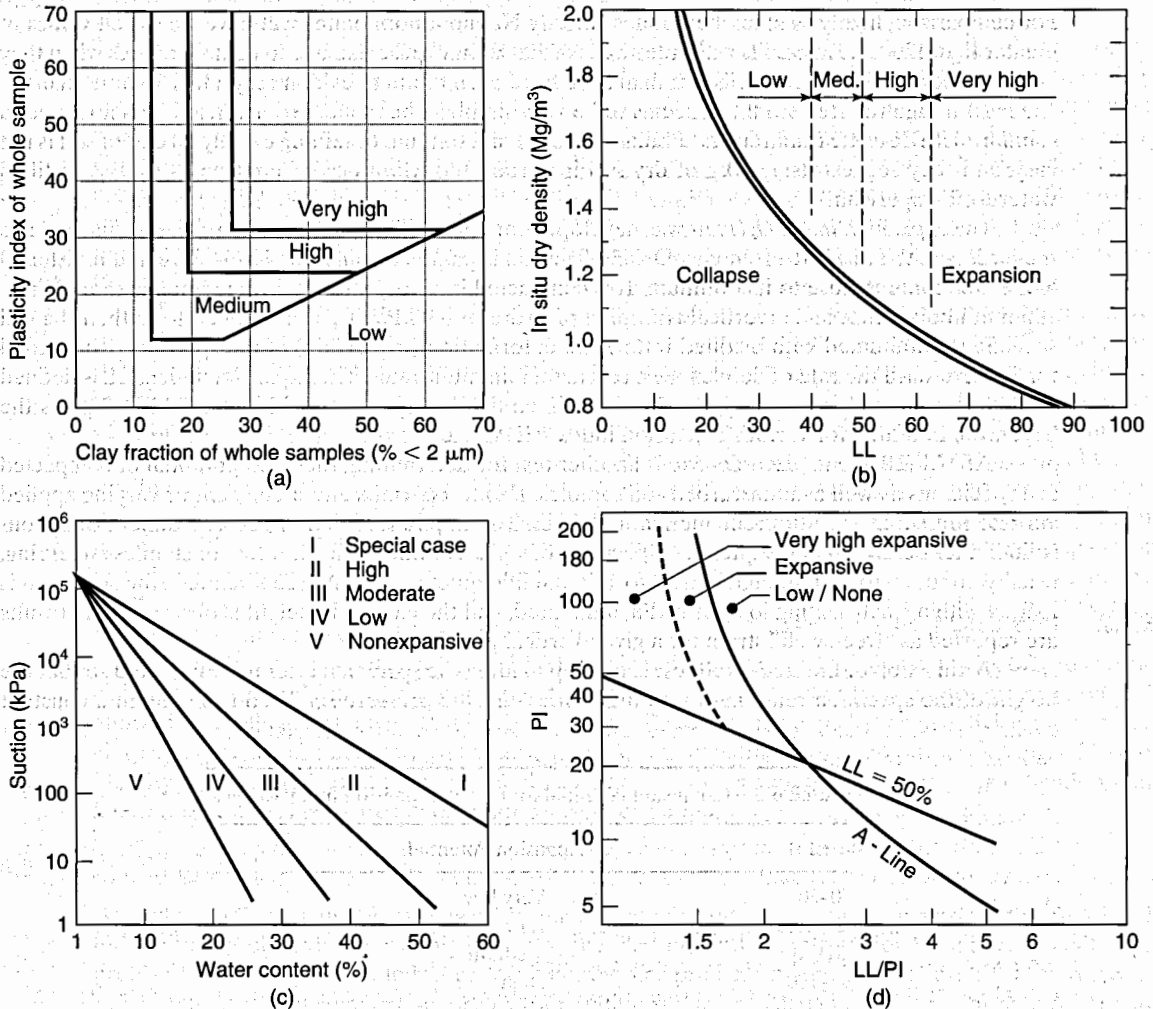 Plasticity index of whole sample
70
60
50
40
30
20
10
0
Very high
High
Medium
Low
0 10 20 30 40 50 60 70
Clay fraction of whole samples (% < 2 μm)
(a)
In situ dry density (Mg/m³)
2.0
1.8
1.6
1.4
1.2
1.0
0.8
Low Med. High Very high
Collapse Expansion
0 10 20 30 40 50 60 70 80 90 100
LL
(b)
Suction (kPa)
10⁶
10⁵
10⁴
10³
100
10
1
I Special case
II High
III Moderate
IV Low
V Nonexpansive
V IV III II I
1 10 20 30 40 50 60
Water content (%)
(c)
PI
200
180
100
50
40
30
20
10
5
Very high expansive
Expansive
Low / None
LL = 50%
A - Line
1.5 2 3 4 5 6 10
LL/PI
(d)